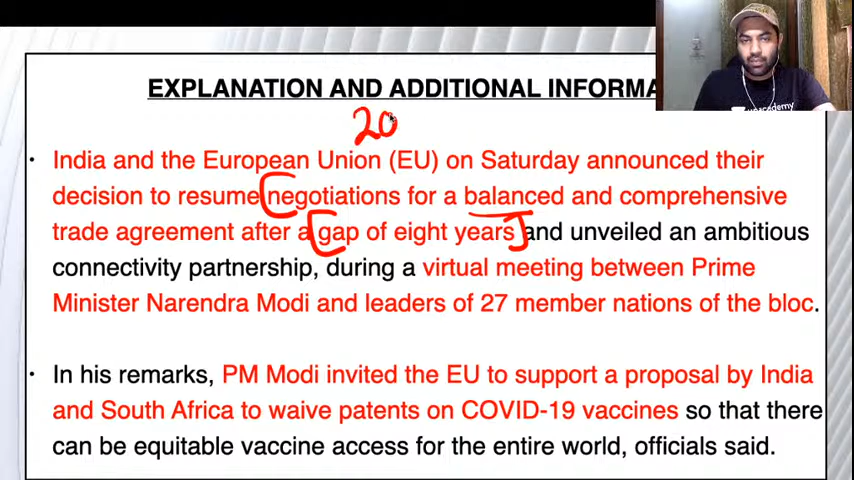 EXPLANATION AND ADDITIONAL INFORMA
20
• India and the European Union (EU) on Saturday announced their
decision to resume negotiations for a balanced and comprehensive
trade agreement after a gap of eight years and unveiled an ambitious
connectivity partnership, during a virtual meeting between Prime
Minister Narendra Modi and leaders of 27 member nations of the bloc.
• In his remarks, PM Modi invited the EU to support a proposal by India
and South Africa to waive patents on COVID-19 vaccines so that there
can be equitable vaccine access for the entire world, officials said.